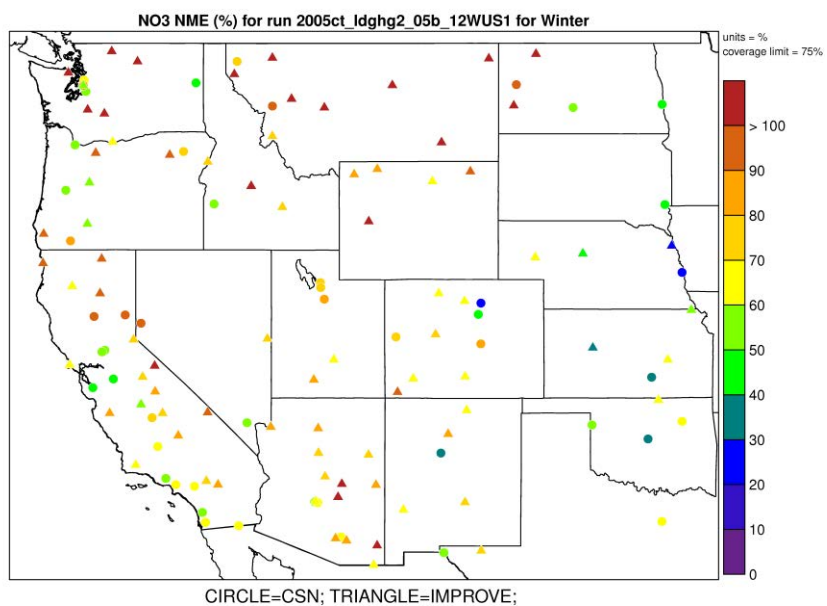 NO3 NME (%) for run 2005ct_ldghg2_05b_12WUS1 for Winter
units = %
coverage limit = 75%
> 100
90
80
70
60
50
40
30
20
10
0
CIRCLE=CSN; TRIANGLE=IMPROVE;